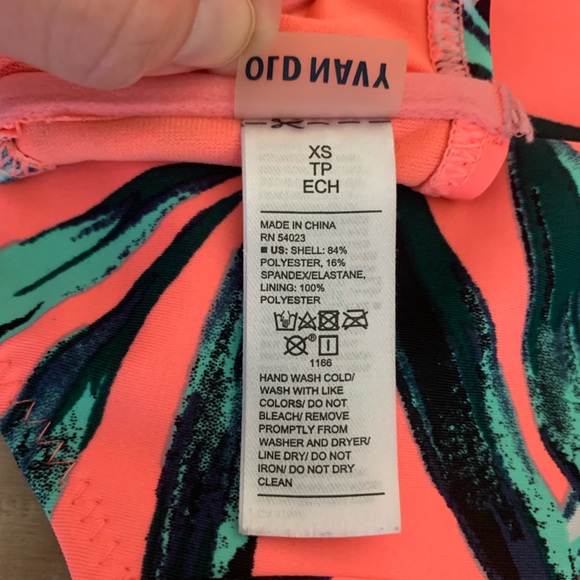 OLD NAVY
XS
TP
ECH
MADE IN CHINA
RN 54023
■ US: SHELL: 84%
POLYESTER, 16%
SPANDEX/ELASTANE,
LINING: 100%
POLYESTER
®
1166
HAND WASH COLD/
WASH WITH LIKE
COLORS/ DO NOT
BLEACH/ REMOVE
PROMPTLY FROM
WASHER AND DRYER/
LINE DRY/ DO NOT
IRON/ DO NOT DRY
CLEAN